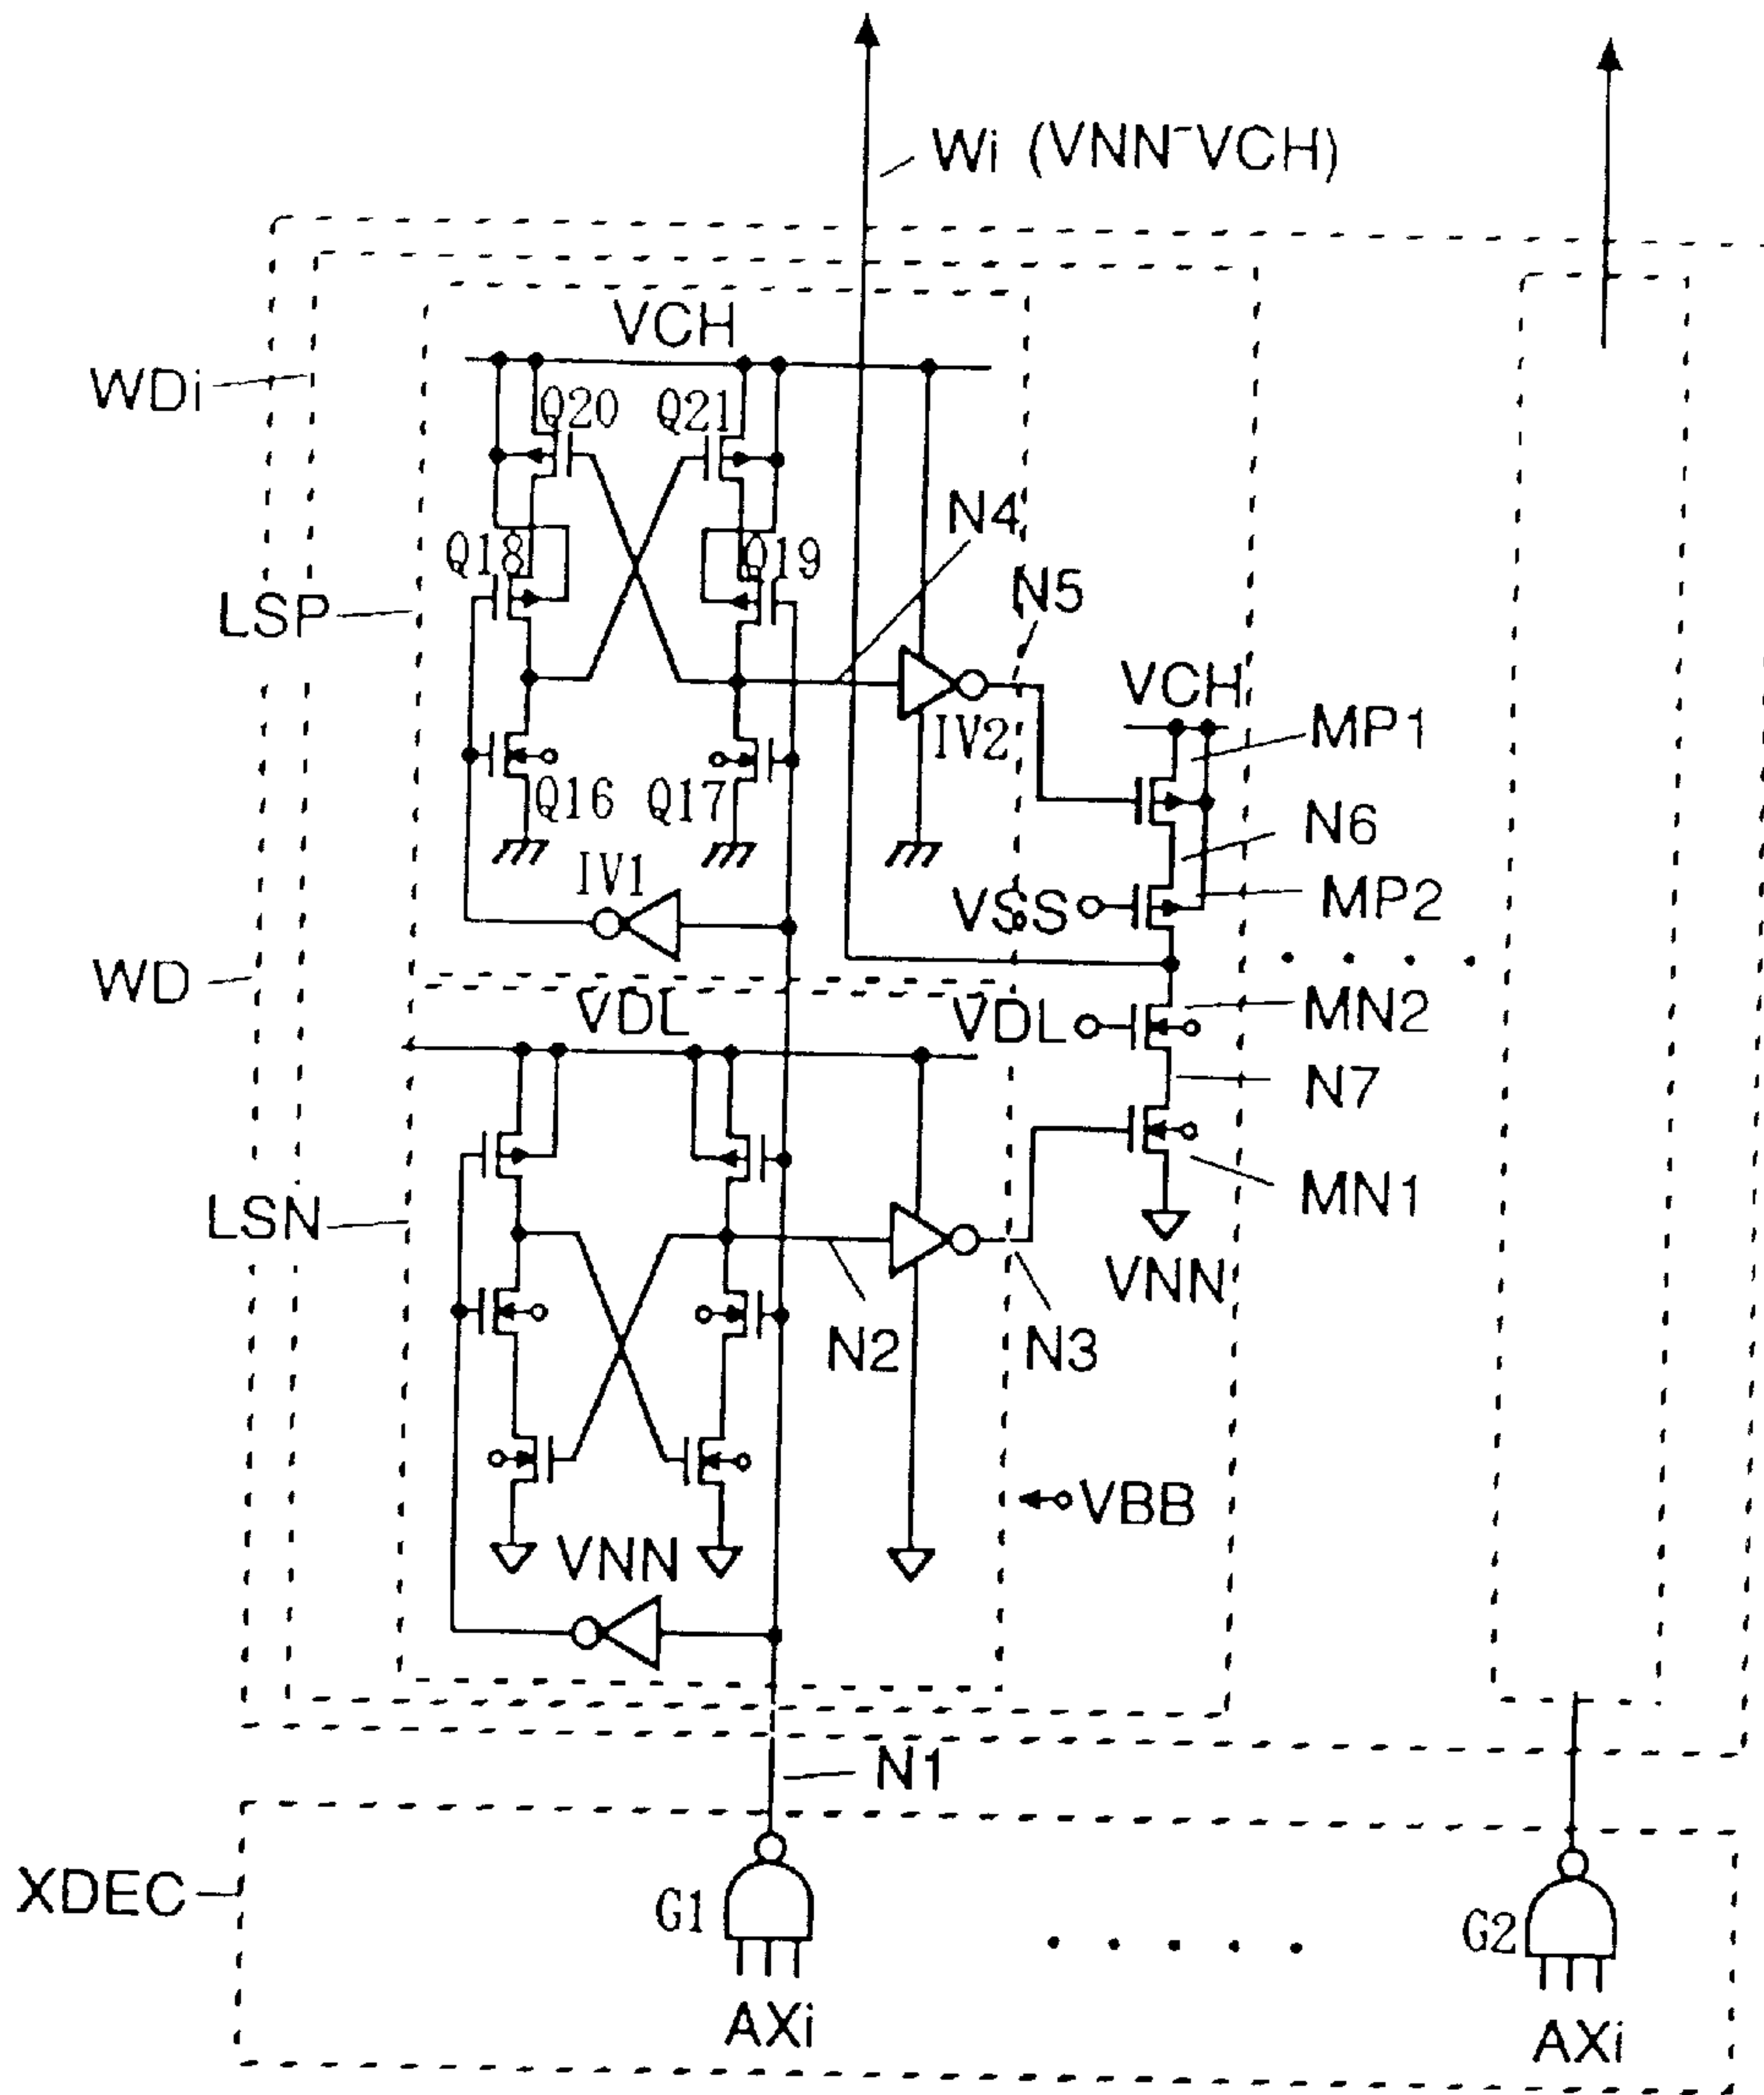 Wi (VNN~VCH)
VCH
WDi
Q20 Q21
N4
Q18 Q19
N5
LSP
VCH
IV2
MP1
Q16 Q17
N6
IV1
VSS
MP2
WD
VDL
VDL
MN2
N7
LSN
MN1
VNN
N2
N3
VBB
VNN
N1
XDEC
G1
G2
AXi
AXi